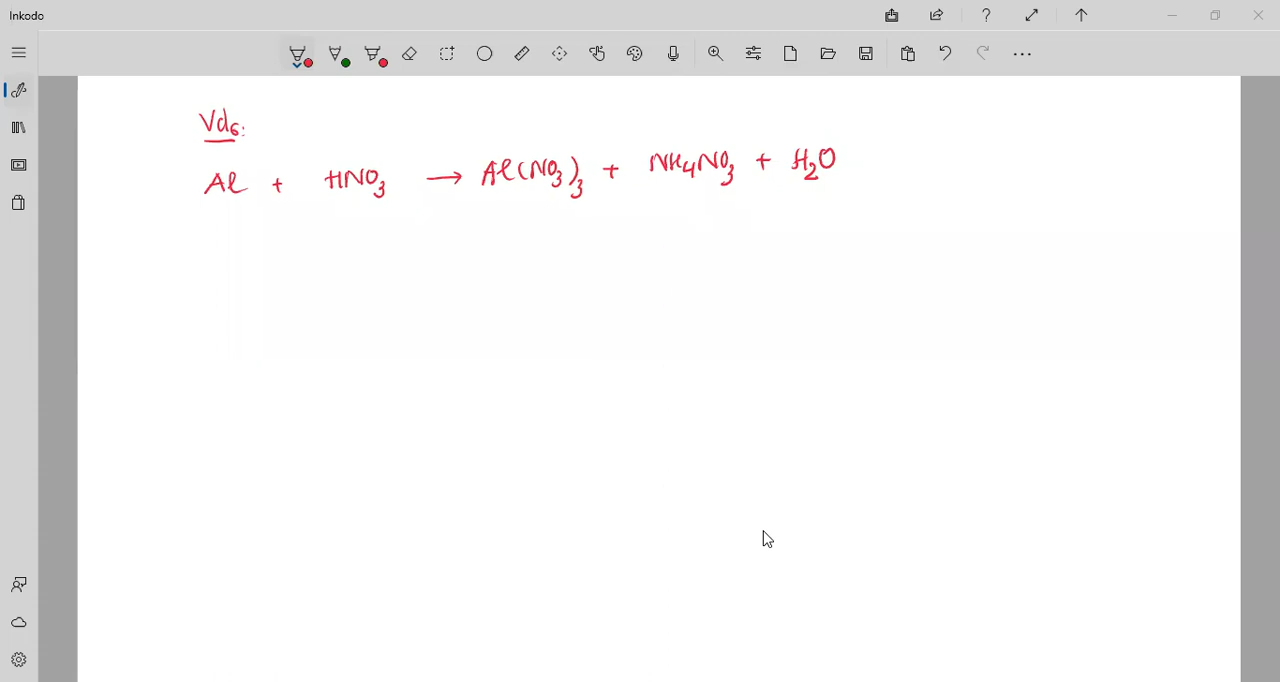 Inkodo
Vd6:
Al + HNO3 → Al(NO3)3 + NH4NO3 + H2O